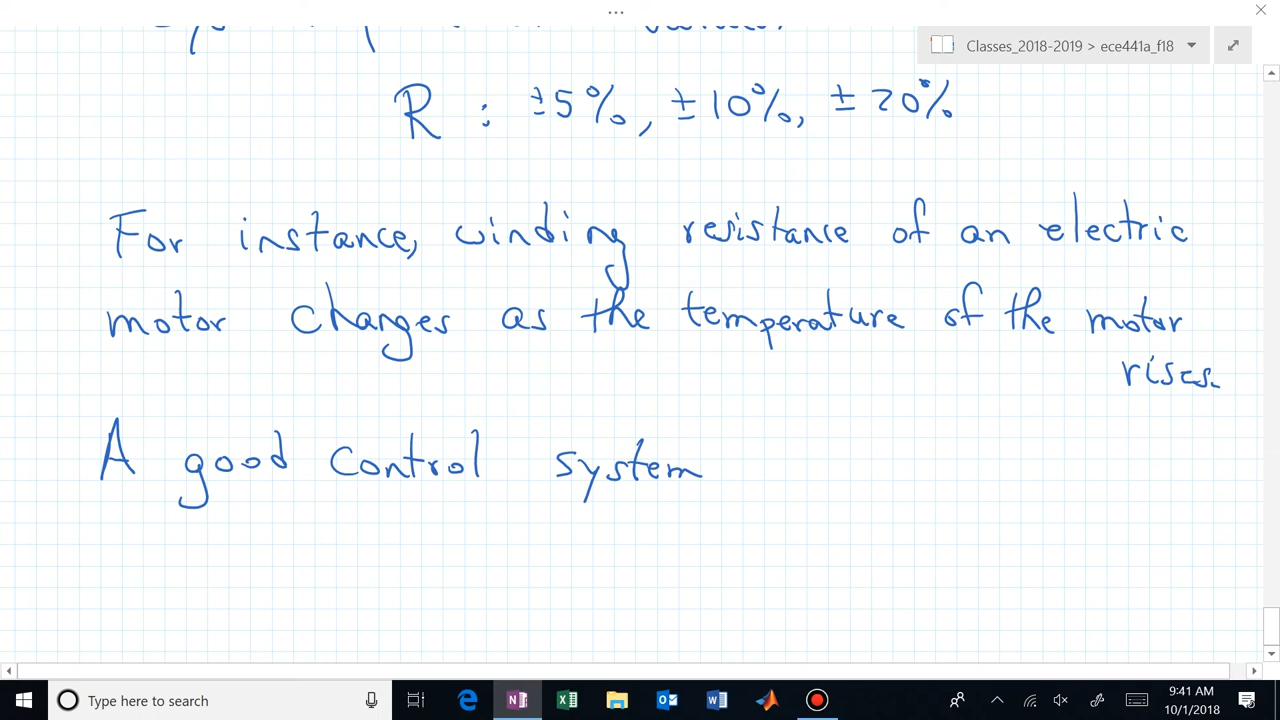 Classes_2018-2019 > ece441a_f18
R : ±5%, ±10%, ±20%
For instance, winding resistance of an electric
motor changes as the temperature of the motor
rises.
A good control system
Type here to search
9:41 AM
10/1/2018